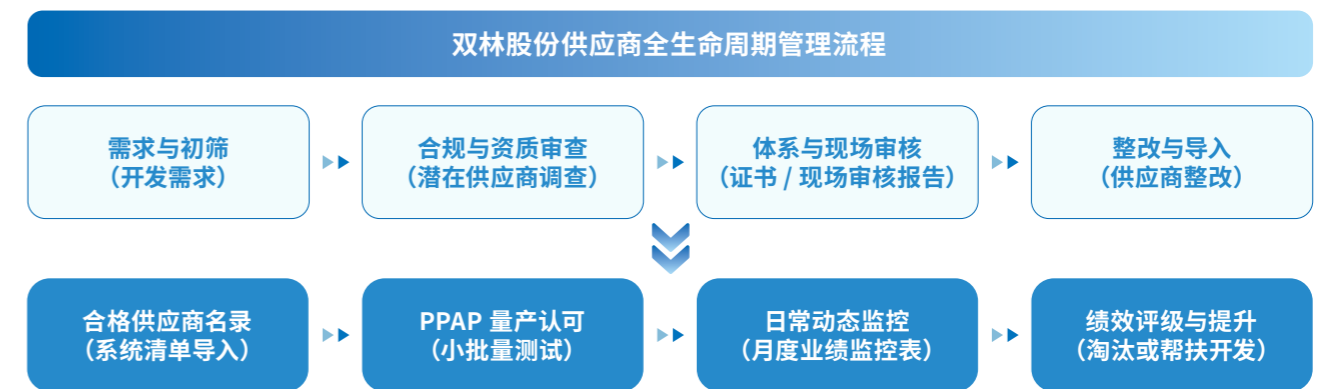 双林股份供应商全生命周期管理流程
需求与初筛
（开发需求）
合规与资质审查
（潜在供应商调查）
体系与现场审核
（证书 / 现场审核报告）
整改与导入
（供应商整改）
合格供应商名录
（系统清单导入）
PPAP 量产认可
（小批量测试）
日常动态监控
（月度业绩监控表）
绩效评级与提升
（淘汰或帮扶开发）